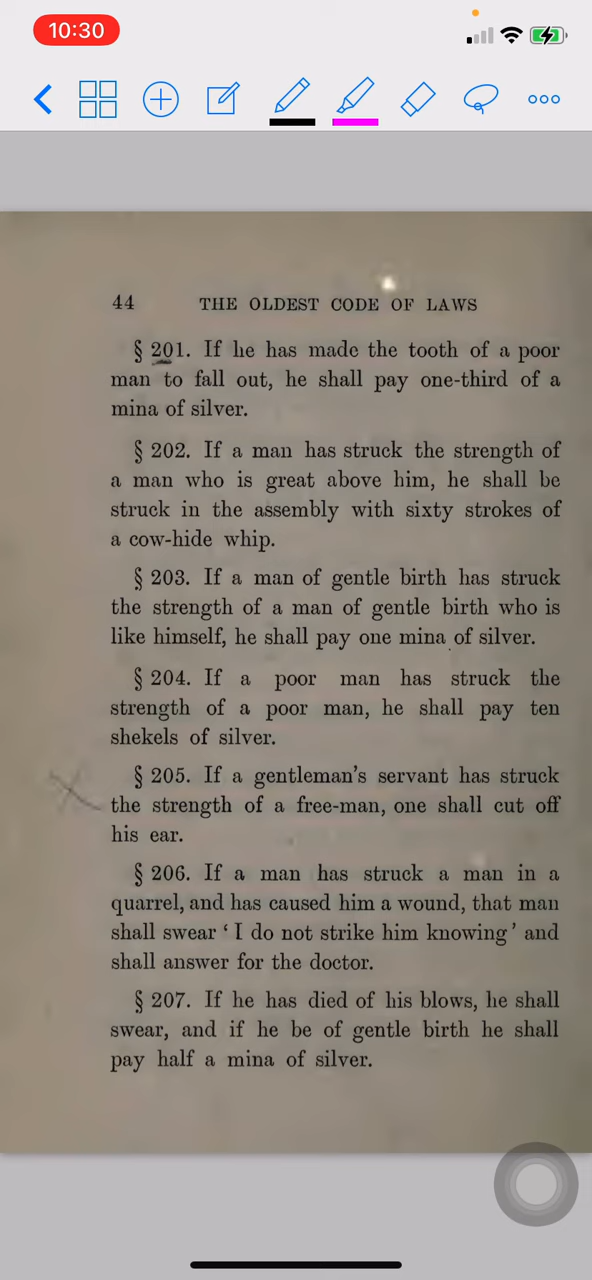 10:30
44 THE OLDEST CODE OF LAWS
§ 201. If he has made the tooth of a poor
man to fall out, he shall pay one-third of a
mina of silver.
§ 202. If a man has struck the strength of
a man who is great above him, he shall be
struck in the assembly with sixty strokes of
a cow-hide whip.
§ 203. If a man of gentle birth has struck
the strength of a man of gentle birth who is
like himself, he shall pay one mina of silver.
§ 204. If a poor man has struck the
strength of a poor man, he shall pay ten
shekels of silver.
§ 205. If a gentleman's servant has struck
the strength of a free-man, one shall cut off
his ear.
§ 206. If a man has struck a man in a
quarrel, and has caused him a wound, that man
shall swear ‘ I do not strike him knowing ’ and
shall answer for the doctor.
§ 207. If he has died of his blows, he shall
swear, and if he be of gentle birth he shall
pay half a mina of silver.